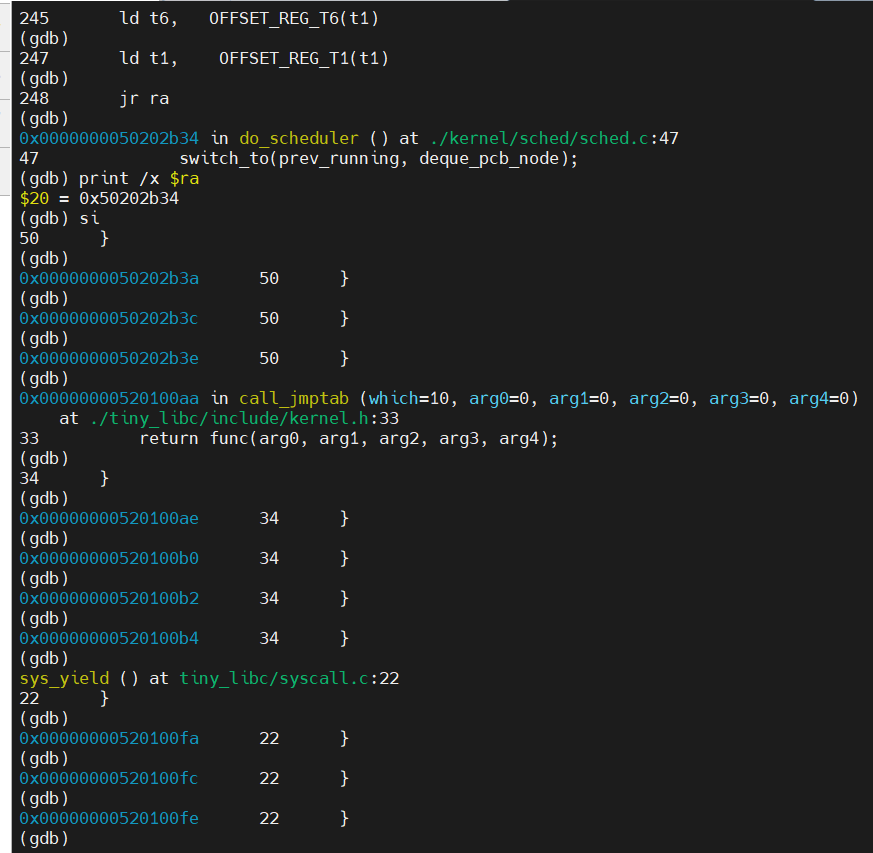 245       ld t6,   OFFSET_REG_T6(t1)
(gdb)
247       ld t1,    OFFSET_REG_T1(t1)
(gdb)
248       jr ra
(gdb)
0x0000000050202b34 in do_scheduler () at ./kernel/sched/sched.c:47
47              switch_to(prev_running, deque_pcb_node);
(gdb) print /x $ra
$20 = 0x50202b34
(gdb) si
50      }
(gdb)
0x0000000050202b3a      50      }
(gdb)
0x0000000050202b3c      50      }
(gdb)
0x0000000050202b3e      50      }
(gdb)
0x00000000520100aa in call_jmptab (which=10, arg0=0, arg1=0, arg2=0, arg3=0, arg4=0)
    at ./tiny_libc/include/kernel.h:33
33          return func(arg0, arg1, arg2, arg3, arg4);
(gdb)
34      }
(gdb)
0x00000000520100ae      34      }
(gdb)
0x00000000520100b0      34      }
(gdb)
0x00000000520100b2      34      }
(gdb)
0x00000000520100b4      34      }
(gdb)
sys_yield () at tiny_libc/syscall.c:22
22      }
(gdb)
0x00000000520100fa      22      }
(gdb)
0x00000000520100fc      22      }
(gdb)
0x00000000520100fe      22      }
(gdb)